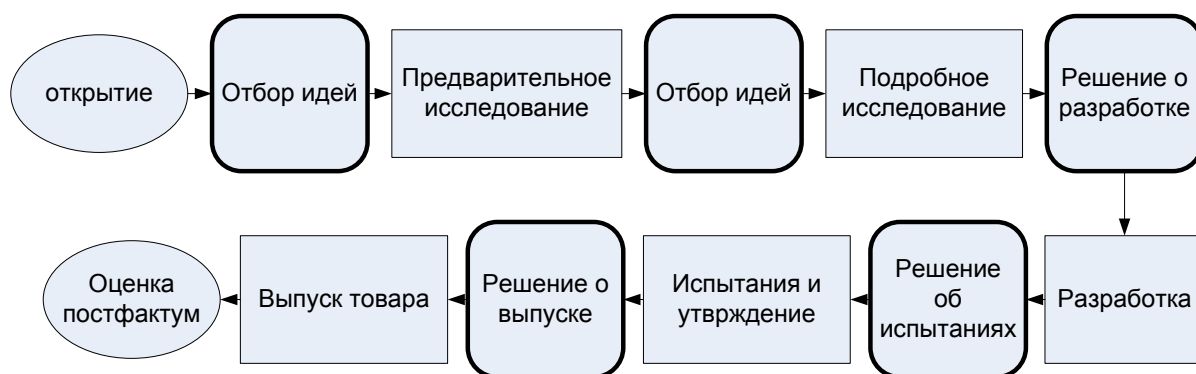 открытие
Отбор идей
Предварительное
исследование
Отбор идей
Подробное
исследование
Решение о
разработке
Разработка
Решение
об
испытаниях
Испытания и
утврждение
Решение о
выпуске
Выпуск товара
Оценка
постфактум